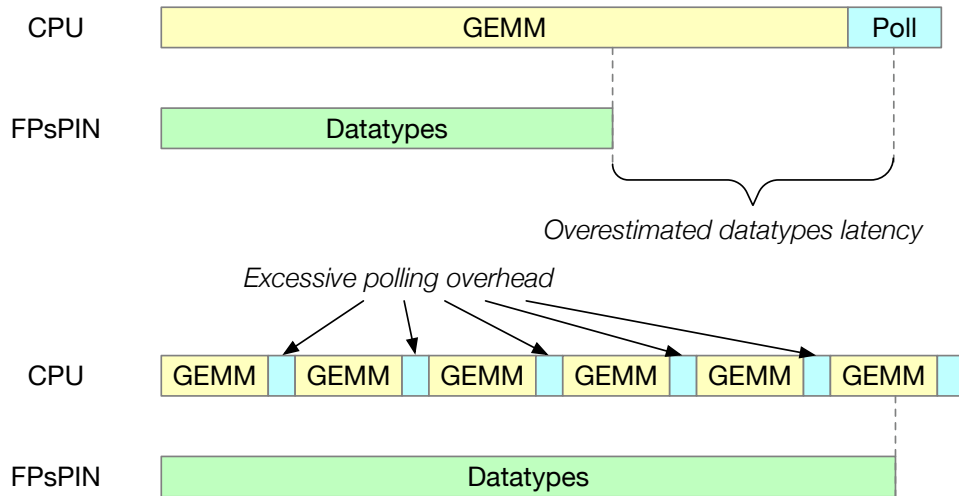 CPU GEMM Poll
FPsPIN Datatypes
Overestimated datatypes latency
Excessive polling overhead
CPU GEMM GEMM GEMM GEMM GEMM GEMM
FPsPIN Datatypes